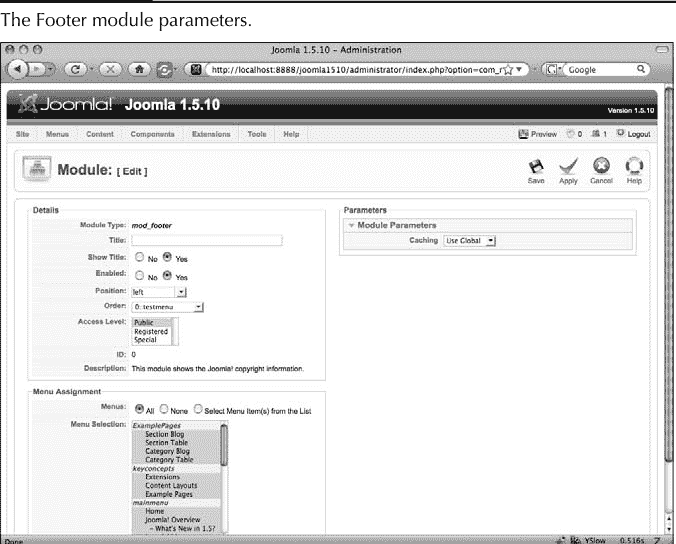 The Footer module parameters.
Joomla 1.5.10 - Administration
http://localhost:8888/joomla1510/administrator/index.php?option=com_r
Google
Joomla! Joomla 1.5.10
Version 1.5.10
Site Menus Content Components Extensions Tools Help
Preview 0 1 Logout
Module: [ Edit ]
Save Apply Cancel Help
Details
Module Type: mod_footer
Title:
Show Title: No Yes
Enabled: No Yes
Position: left
Order: 0::testmenu
Access Level: Public
Registered
Special
ID: 0
Description: This module shows the Joomla! copyright information.
Parameters
Module Parameters
Caching Use Global
Menu Assignment
Menus: All None Select Menu Item(s) from the List
Menu Selection: ExamplePages
Section Blog
Section Table
Category Blog
Category Table
keyconcepts
Extensions
Content Layouts
Example Pages
mainmenu
Home
Joomla! Overview
- What's New in 1.5?
Done
YSlow 0.516s